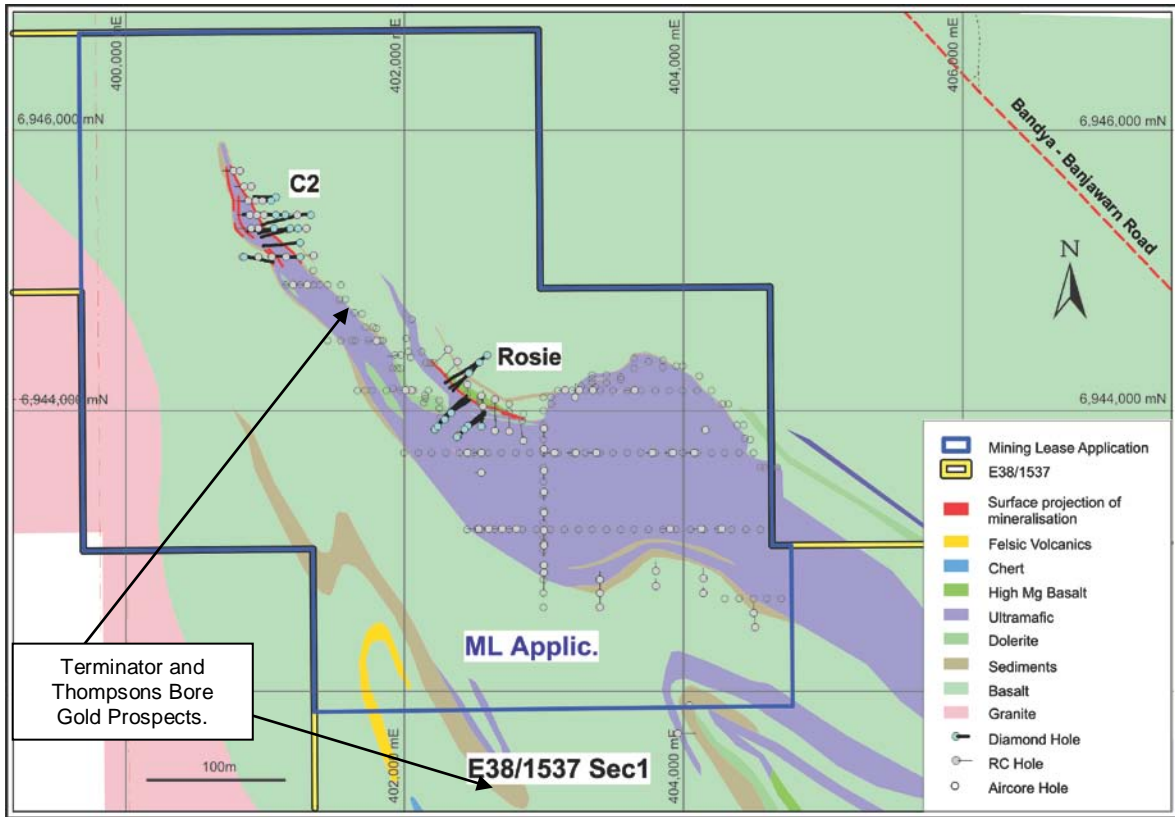 400,000 mE
402,000 mE
404,000 mE
406,000 mE
6,946,000 mN
6,946,000 mN
Bandya - Banjawarn Road
C2
N
Rosie
6,944,000 mN
6,944,000 mN
Mining Lease Application
E38/1537
Surface projection of
mineralisation
Felsic Volcanics
Chert
High Mg Basalt
Ultramafic
Dolerite
Sediments
Basalt
Granite
Diamond Hole
RC Hole
Aircore Hole
ML Applic.
Terminator and
Thompsons Bore
Gold Prospects.
100m
402,000 mE
E38/1537 Sec1
404,000 mE